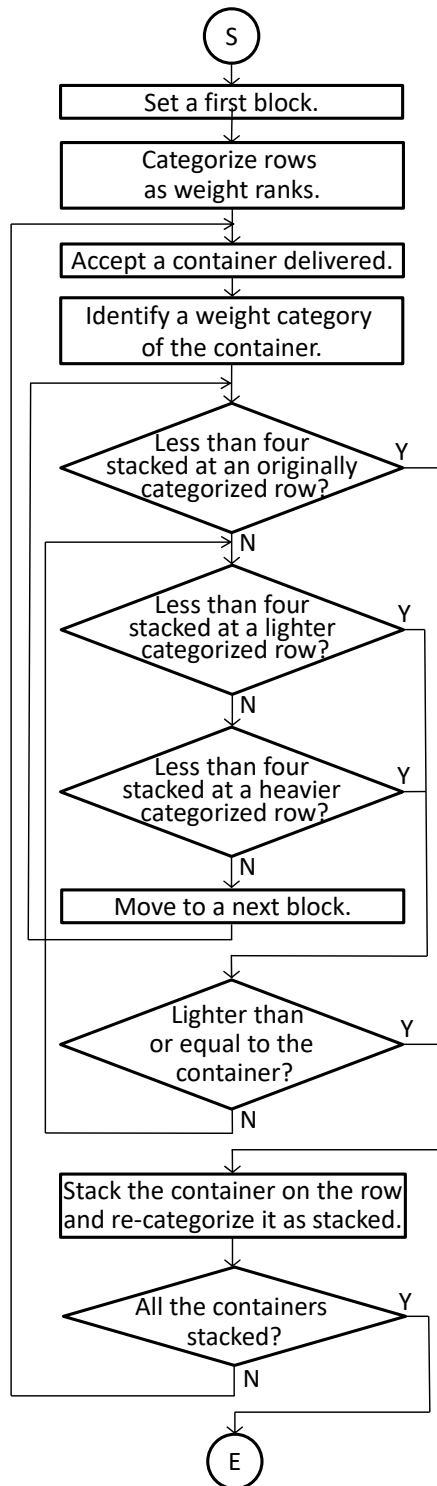 S
Set a first block.
Categorize rows
as weight ranks.
Accept a container delivered.
Identify a weight category
of the container.
Less than four
stacked at an originally
categorized row?
Y
N
Less than four
stacked at a lighter
categorized row?
Y
N
Less than four
stacked at a heavier
categorized row?
Y
N
Move to a next block.
Lighter than
or equal to the
container?
Y
N
Stack the container on the row
and re-categorize it as stacked.
All the containers
stacked?
Y
N
E